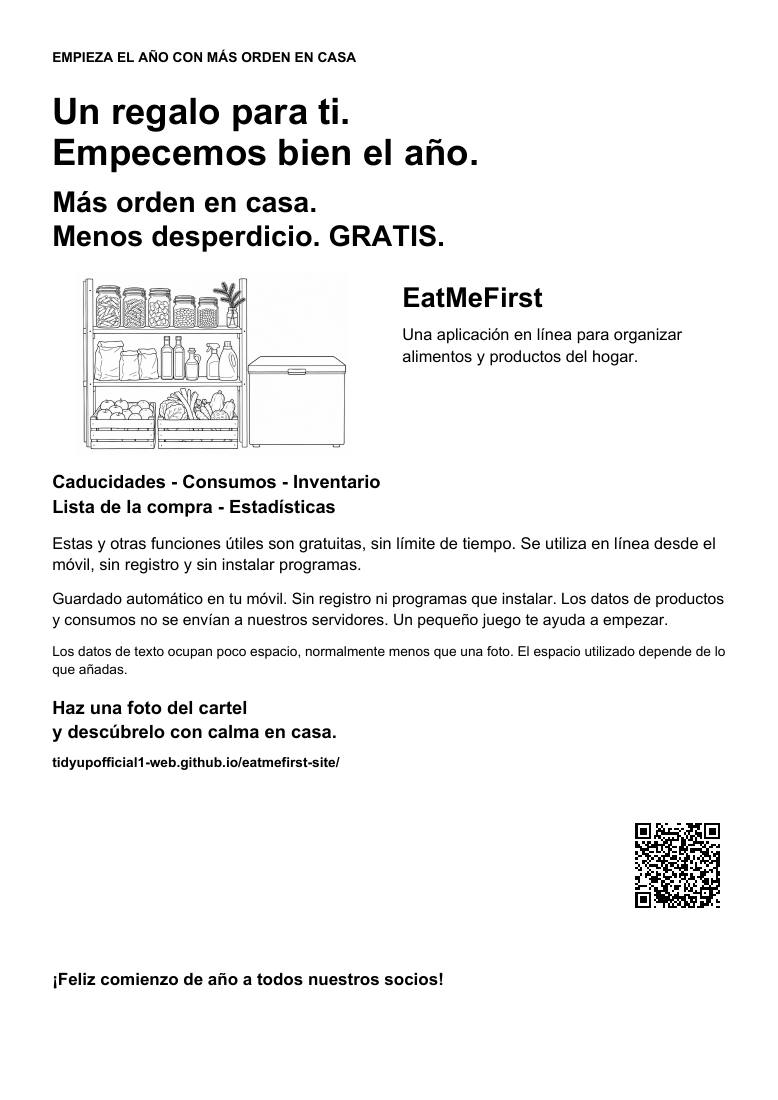 EMPIEZA EL AÑO CON MÁS ORDEN EN CASA
Un regalo para ti.
Empecemos bien el año.
Más orden en casa.
Menos desperdicio. GRATIS.
EatMeFirst
Una aplicación en línea para organizar
alimentos y productos del hogar.
Caducidades - Consumos - Inventario
Lista de la compra - Estadísticas
Estas y otras funciones útiles son gratuitas, sin límite de tiempo. Se utiliza en línea desde el
móvil, sin registro y sin instalar programas.
Guardado automático en tu móvil. Sin registro ni programas que instalar. Los datos de productos
y consumos no se envían a nuestros servidores. Un pequeño juego te ayuda a empezar.
Los datos de texto ocupan poco espacio, normalmente menos que una foto. El espacio utilizado depende de lo
que añadas.
Haz una foto del cartel
y descúbrelo con calma en casa.
tidyupofficial1-web.github.io/eatmefirst-site/
¡Feliz comienzo de año a todos nuestros socios!